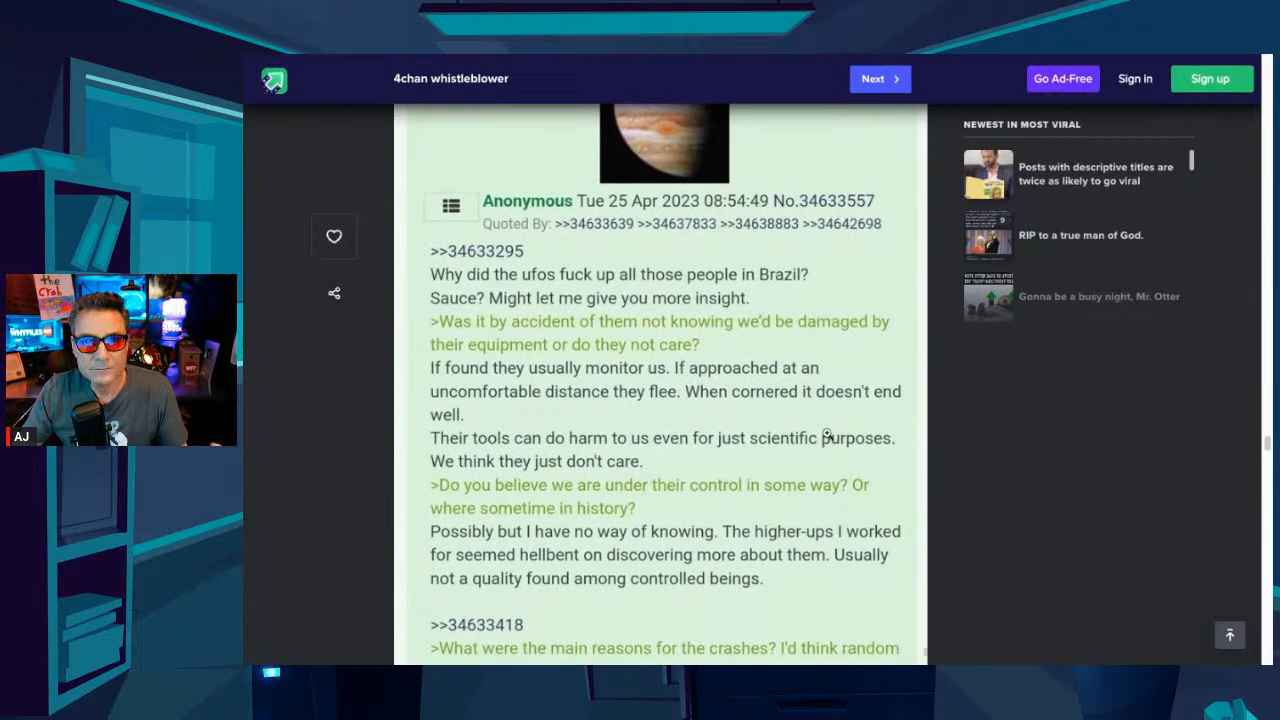 4chan whistleblower
Next
Go Ad-Free
Sign in
Sign up
NEWEST IN MOST VIRAL
Posts with descriptive titles are
twice as likely to go viral
RIP to a true man of God.
Gonna be a busy night, Mr. Otter
Anonymous Tue 25 Apr 2023 08:54:49 No.34633557
Quoted By: >>34633639 >>34637833 >>34638883 >>34642698
>>34633295
Why did the ufos fuck up all those people in Brazil?
Sauce? Might let me give you more insight.
>Was it by accident of them not knowing we'd be damaged by
their equipment or do they not care?
If found they usually monitor us. If approached at an
uncomfortable distance they flee. When cornered it doesn't end
well.
Their tools can do harm to us even for just scientific purposes.
We think they just don't care.
>Do you believe we are under their control in some way? Or
where sometime in history?
Possibly but I have no way of knowing. The higher-ups I worked
for seemed hellbent on discovering more about them. Usually
not a quality found among controlled beings.
>>34633418
>What were the main reasons for the crashes? I'd think random
the
Crab
AJ